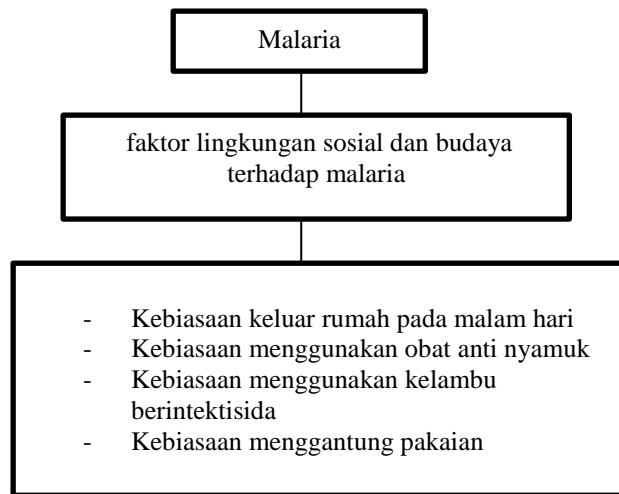 Malaria
faktor lingkungan sosial dan budaya
terhadap malaria
- Kebiasaan keluar rumah pada malam hari
- Kebiasaan menggunakan obat anti nyamuk
- Kebiasaan menggunakan kelambu
berintektisida
- Kebiasaan menggantung pakaian